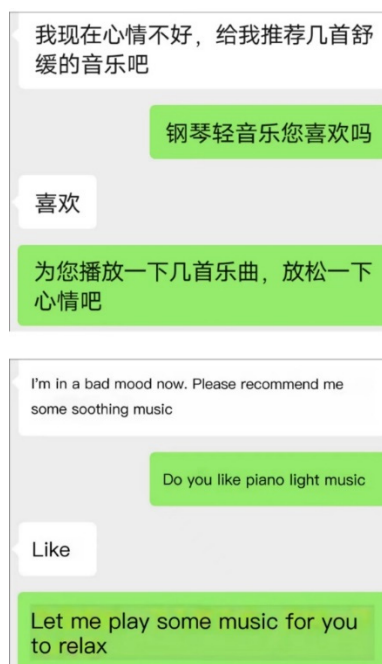 我现在心情不好，给我推荐几首舒
缓的音乐吧
钢琴轻音乐您喜欢吗
喜欢
为您播放一下几首乐曲，放松一下
心情吧
I'm in a bad mood now. Please recommend me
some soothing music
Do you like piano light music
Like
Let me play some music for you
to relax